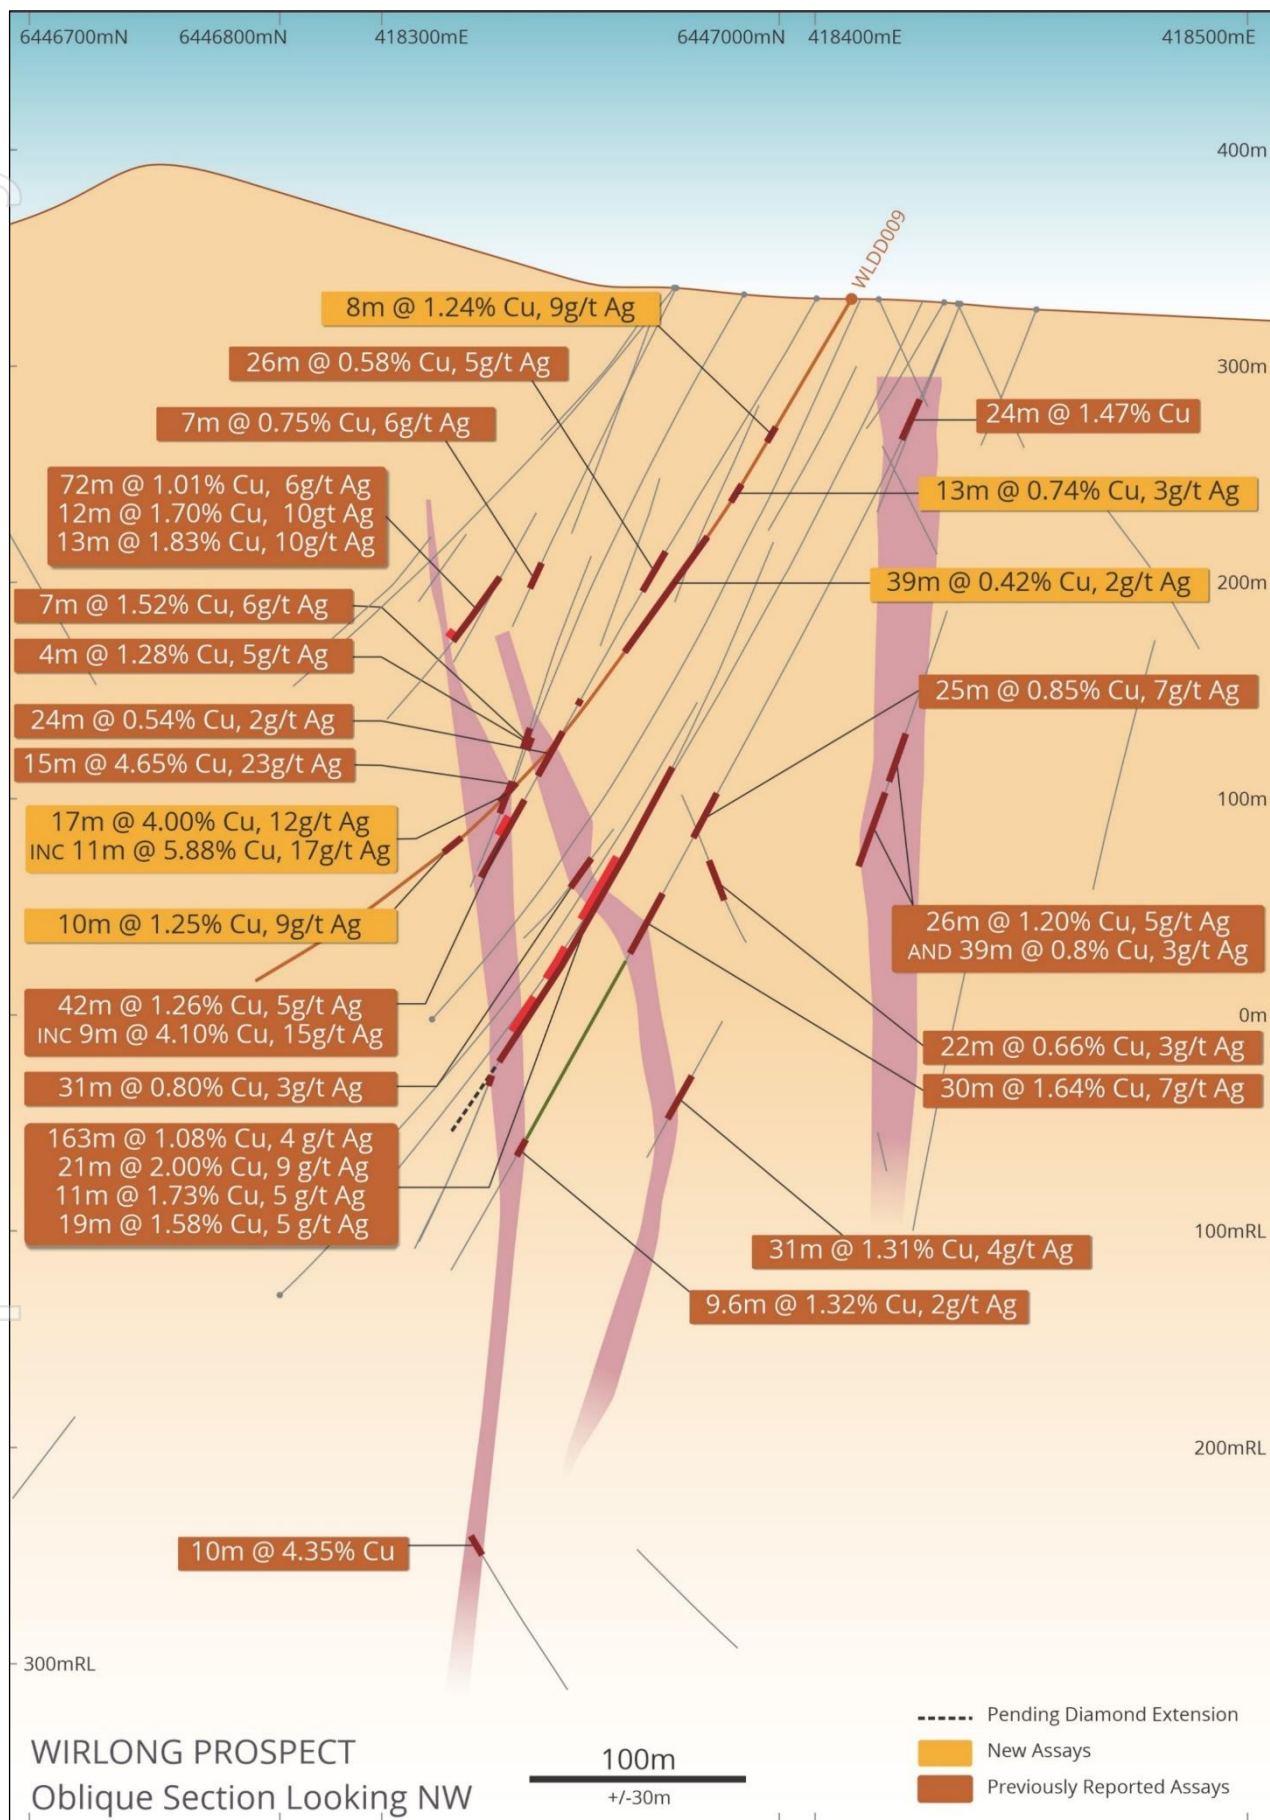 6446700mN 6446800mN 418300mE 6447000mN 418400mE 418500mE
400m
WLDD009
8m @ 1.24% Cu, 9g/t Ag
26m @ 0.58% Cu, 5g/t Ag
300m
7m @ 0.75% Cu, 6g/t Ag
24m @ 1.47% Cu
72m @ 1.01% Cu, 6g/t Ag
12m @ 1.70% Cu, 10gt Ag
13m @ 1.83% Cu, 10g/t Ag
13m @ 0.74% Cu, 3g/t Ag
39m @ 0.42% Cu, 2g/t Ag
200m
7m @ 1.52% Cu, 6g/t Ag
4m @ 1.28% Cu, 5g/t Ag
25m @ 0.85% Cu, 7g/t Ag
24m @ 0.54% Cu, 2g/t Ag
15m @ 4.65% Cu, 23g/t Ag
100m
17m @ 4.00% Cu, 12g/t Ag
INC 11m @ 5.88% Cu, 17g/t Ag
10m @ 1.25% Cu, 9g/t Ag
26m @ 1.20% Cu, 5g/t Ag
AND 39m @ 0.8% Cu, 3g/t Ag
42m @ 1.26% Cu, 5g/t Ag
INC 9m @ 4.10% Cu, 15g/t Ag
0m
22m @ 0.66% Cu, 3g/t Ag
31m @ 0.80% Cu, 3g/t Ag
30m @ 1.64% Cu, 7g/t Ag
163m @ 1.08% Cu, 4 g/t Ag
21m @ 2.00% Cu, 9 g/t Ag
11m @ 1.73% Cu, 5 g/t Ag
19m @ 1.58% Cu, 5 g/t Ag
100mRL
31m @ 1.31% Cu, 4g/t Ag
9.6m @ 1.32% Cu, 2g/t Ag
200mRL
10m @ 4.35% Cu
300mRL
Pending Diamond Extension
New Assays
Previously Reported Assays
WIRLONG PROSPECT
Oblique Section Looking NW
100m
+/-30m